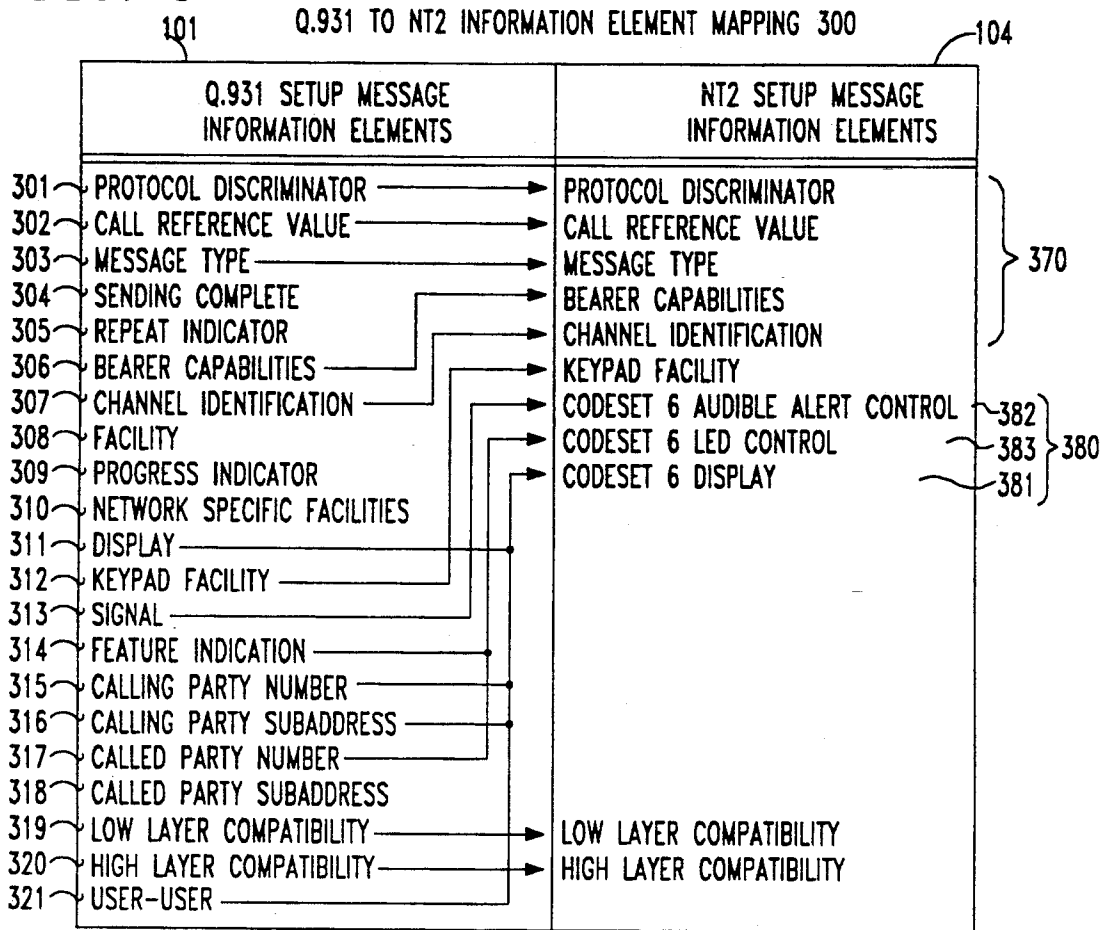 Q.931 TO NT2 INFORMATION ELEMENT MAPPING 300
101
104
Q.931 SETUP MESSAGE
INFORMATION ELEMENTS
NT2 SETUP MESSAGE
INFORMATION ELEMENTS
301 PROTOCOL DISCRIMINATOR
302 CALL REFERENCE VALUE
303 MESSAGE TYPE
304 SENDING COMPLETE
305 REPEAT INDICATOR
306 BEARER CAPABILITIES
307 CHANNEL IDENTIFICATION
308 FACILITY
309 PROGRESS INDICATOR
310 NETWORK SPECIFIC FACILITIES
311 DISPLAY
312 KEYPAD FACILITY
313 SIGNAL
314 FEATURE INDICATION
315 CALLING PARTY NUMBER
316 CALLING PARTY SUBADDRESS
317 CALLED PARTY NUMBER
318 CALLED PARTY SUBADDRESS
319 LOW LAYER COMPATIBILITY
320 HIGH LAYER COMPATIBILITY
321 USER-USER
PROTOCOL DISCRIMINATOR
CALL REFERENCE VALUE
MESSAGE TYPE
BEARER CAPABILITIES
CHANNEL IDENTIFICATION
370
KEYPAD FACILITY
CODESET 6 AUDIBLE ALERT CONTROL 382
CODESET 6 LED CONTROL 383
CODESET 6 DISPLAY 381
380
LOW LAYER COMPATIBILITY
HIGH LAYER COMPATIBILITY